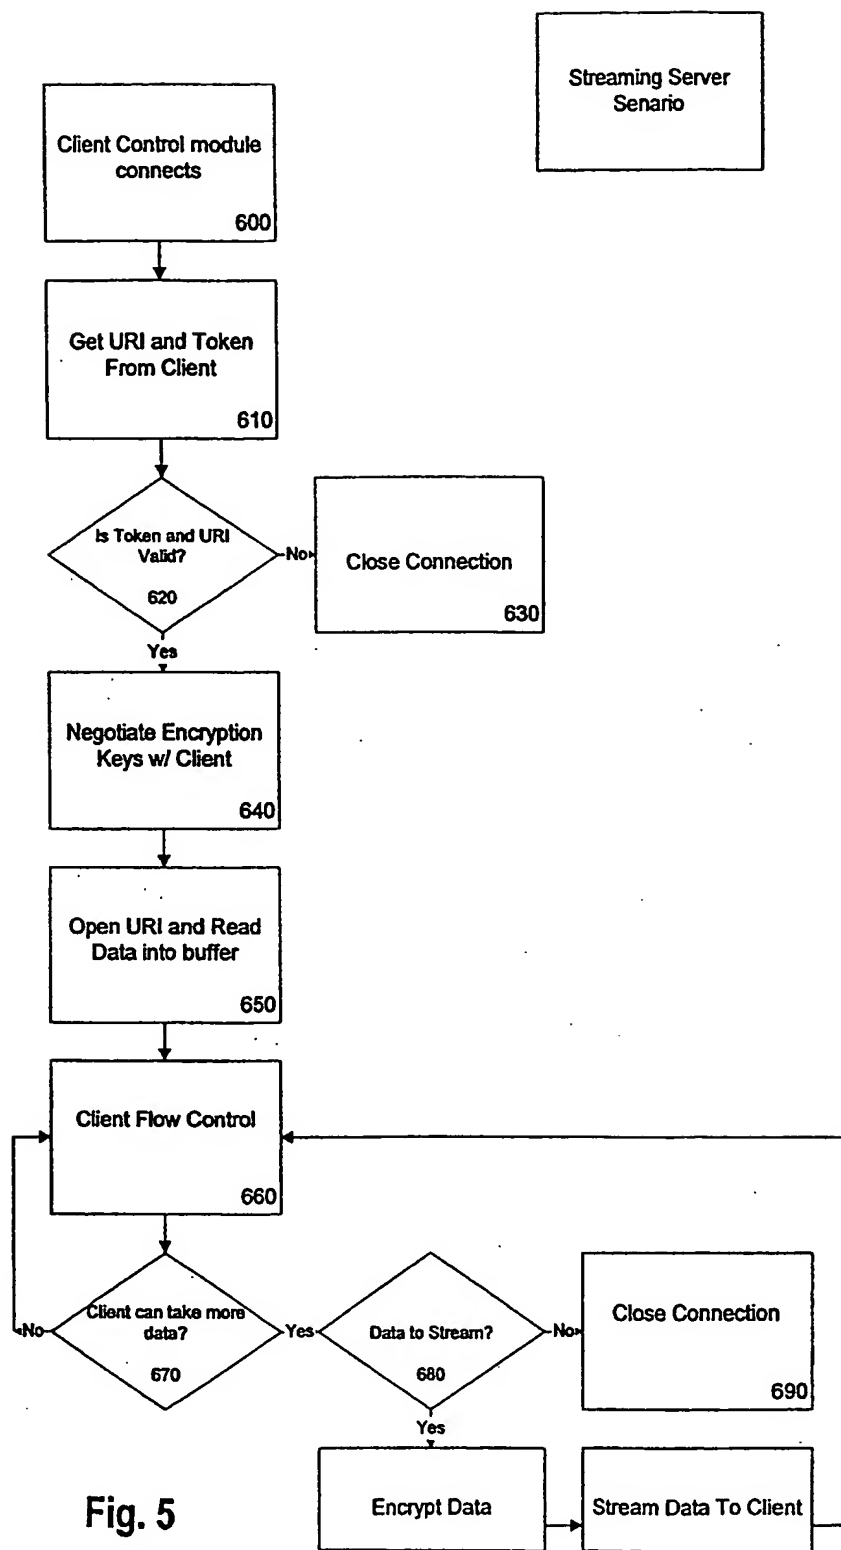 Streaming Server
Senario
Client Control module
connects
600
Get URI and Token
From Client
610
Is Token and URI
Valid?
620
No
Close Connection
630
Yes
Negotiate Encryption
Keys w/ Client
640
Open URI and Read
Data into buffer
650
Client Flow Control
660
Client can take more
data?
670
No
Yes
Data to Stream?
680
No
Close Connection
690
Yes
Encrypt Data
Stream Data To Client
Fig. 5